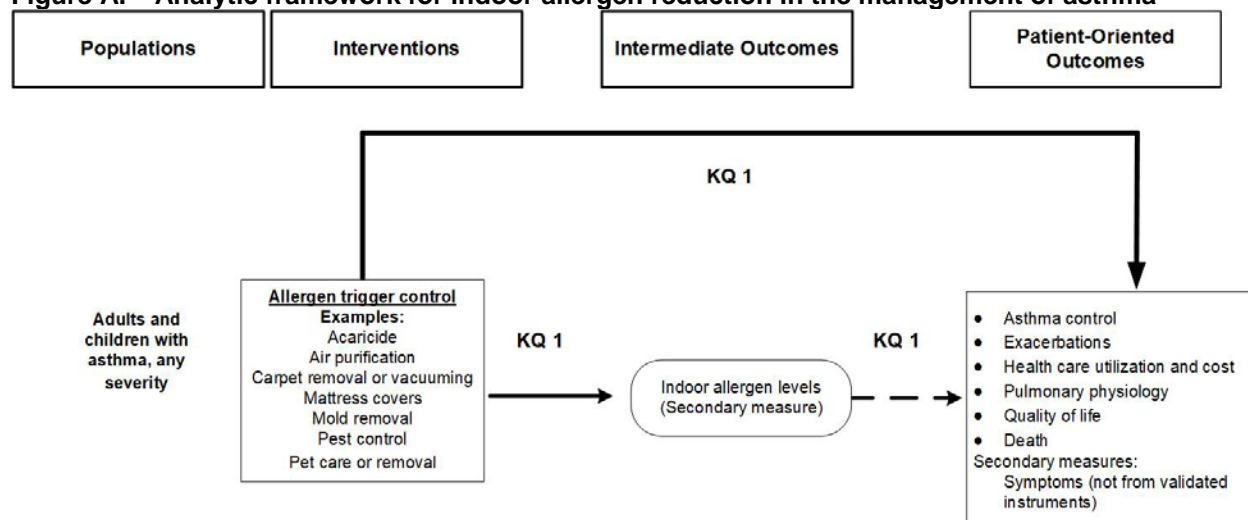 Figure A. Analytic framework for indoor allergen reduction in the management of asthma
Populations
Interventions
Intermediate Outcomes
Patient-Oriented
Outcomes
KQ 1
Adults and
children with
asthma, any
severity
Allergen trigger control
Examples:
Acaricide
Air purification
Carpet removal or vacuuming
Mattress covers
Mold removal
Pest control
Pet care or removal
KQ 1
Indoor allergen levels
(Secondary measure)
KQ 1
● Asthma control
● Exacerbations
● Health care utilization and cost
● Pulmonary physiology
● Quality of life
● Death
Secondary measures:
Symptoms (not from validated
instruments)